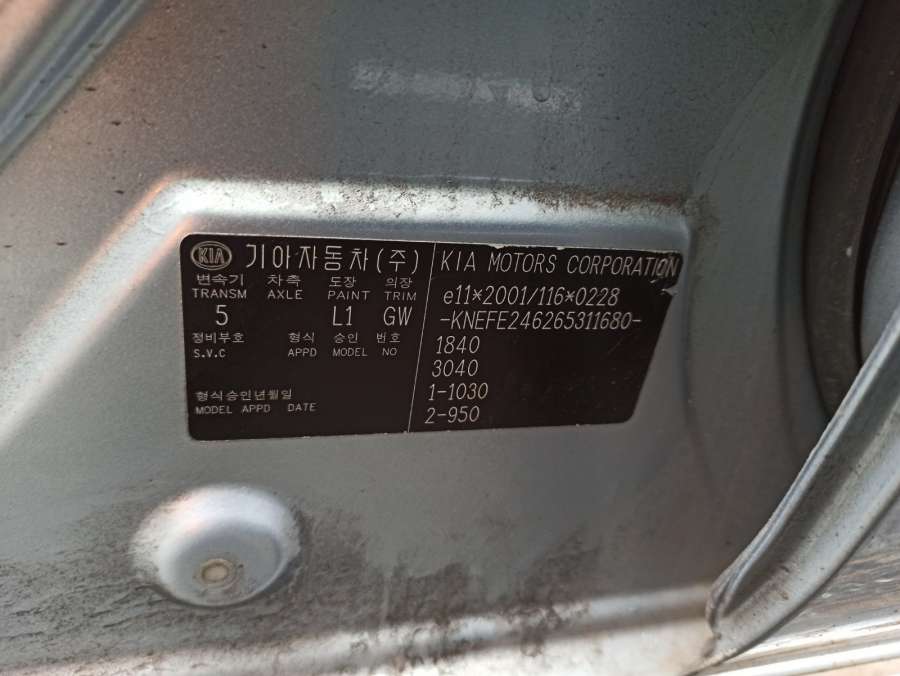 KIA 기아자동차(주)
변속기 차축 도장 의장
TRANSM AXLE PAINT TRIM
5 L1 GW
정비부호 형식 승인 번호
S.V.C APPD MODEL NO
형식승인년월일
MODEL APPD DATE
KIA MOTORS CORPORATION
e11*2001/116*0228
-KNEFE246265311680-
1840
3040
1-1030
2-950